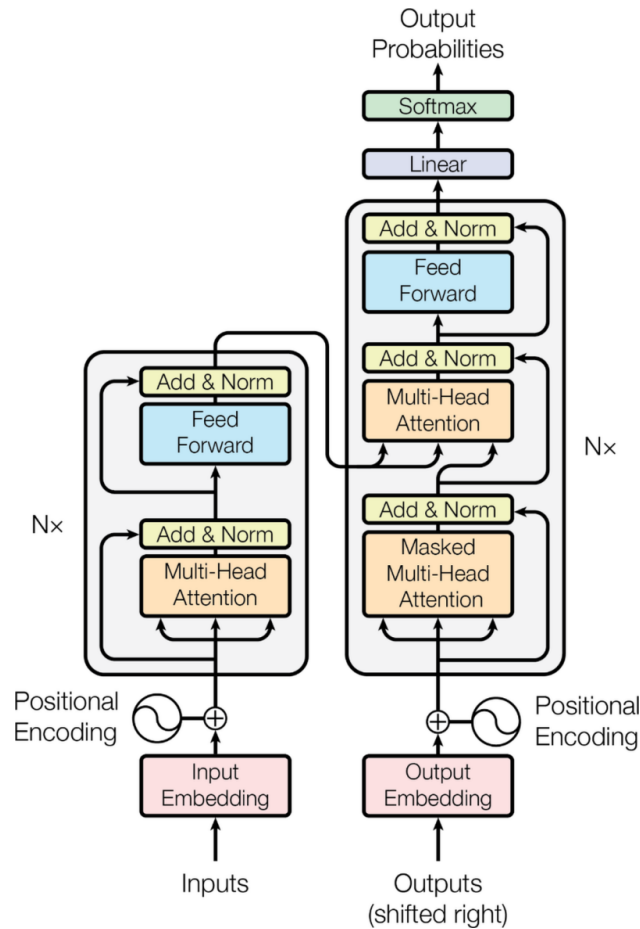 Output
Probabilities
Softmax
Linear
Add & Norm
Feed
Forward
Add & Norm
Multi-Head
Attention
Add & Norm
Masked
Multi-Head
Attention
N×
Add & Norm
Feed
Forward
Add & Norm
Multi-Head
Attention
N×
Positional
Encoding
Positional
Encoding
Input
Embedding
Output
Embedding
Inputs
Outputs
(shifted right)